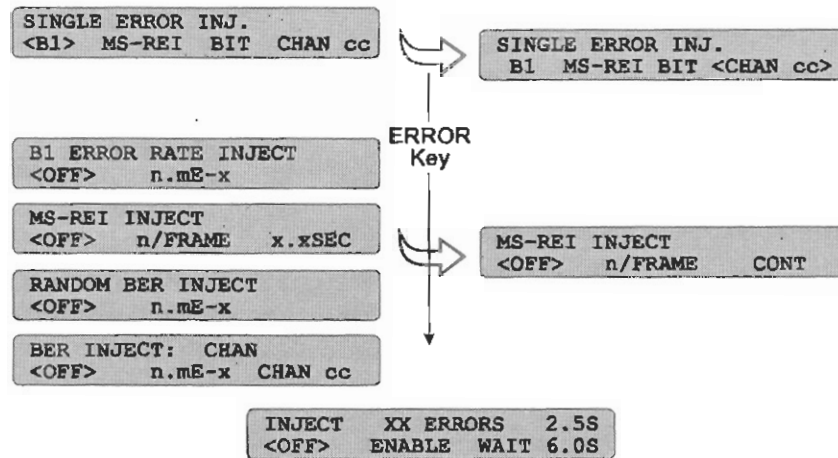 SINGLE ERROR INJ.
<B1> MS-REI BIT CHAN cc
SINGLE ERROR INJ.
B1 MS-REI BIT <CHAN cc>
ERROR
Key
B1 ERROR RATE INJECT
<OFF> n.mE-x
MS-REI INJECT
<OFF> n/FRAME x.xSEC
MS-REI INJECT
<OFF> n/FRAME CONT
RANDOM BER INJECT
<OFF> n.mE-x
BER INJECT: CHAN
<OFF> n.mE-x CHAN cc
INJECT XX ERRORS 2.5S
<OFF> ENABLE WAIT 6.0S